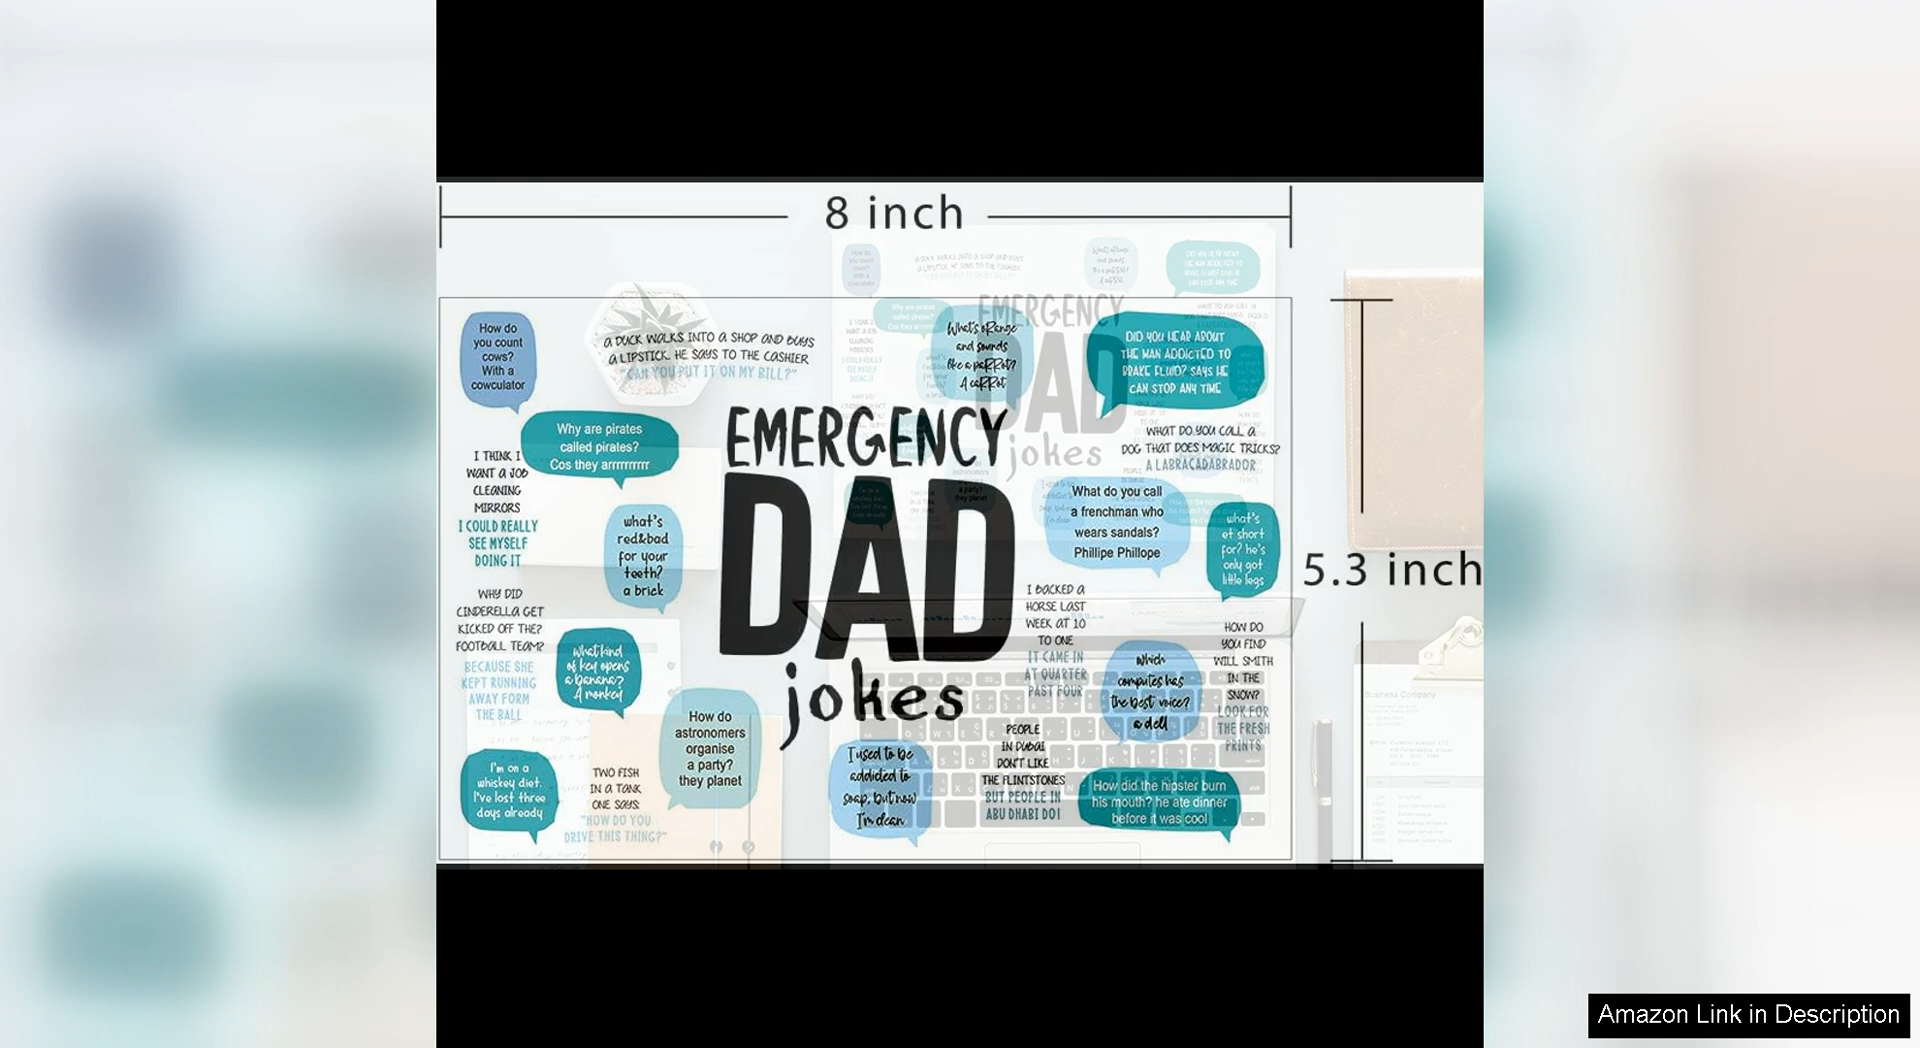 8 inch
How do
you count
cows?
With a
cowculator
A DUCK WALKS INTO A SHOP AND BUYS
A LIPSTICK. HE SAYS TO THE CASHIER
"CAN YOU PUT IT ON MY BILL?"
What's oRange
and sounds
like a paRRot?
A caRRot
DID YOU HEAR ABOUT
THE MAN ADDICTED TO
BRAKE FLUID? SAYS HE
CAN STOP ANY TIME
Why are pirates
called pirates?
Cos they arrrrrrrrrr
I THINK I
WANT A JOB
CLEANING
MIRRORS
I COULD REALLY
SEE MYSELF
DOING IT
what's
red&bad
for your
teeth?
a brick
EMERGENCY
DAD
jokes
EMERGENCY
DAD
jokes
WHAT DO YOU CALL A
DOG THAT DOES MAGIC TRICKS?
A LABRACADABRADOR
What do you call
a frenchman who
wears sandals?
Phillipe Phillope
what's
et short
for? he's
only got
little legs
5.3 inch
WHY DID
CINDERELLA GET
KICKED OFF THE?
FOOTBALL TEAM?
BECAUSE SHE
KEPT RUNNING
AWAY FORM
THE BALL
what kind
of key opens
a banana?
A monkey
How do
astronomers
organise
a party?
they planet
I BACKED A
HORSE LAST
WEEK AT 10
TO ONE
IT CAME IN
AT QUARTER
PAST FOUR
Which
computes has
the best voice?
a dell
HOW DO
YOU FIND
WILL SMITH
IN THE
SNOW?
LOOK FOR
THE FRESH
PRINTS
I'm on a
whiskey diet.
I've lost three
days already
TWO FISH
IN A TANK
ONE SAYS:
"HOW DO YOU
DRIVE THIS THING?"
I used to be
addicted to
soap, but now
I'm clean
PEOPLE
IN DUBAI
DON'T LIKE
THE FLINTSTONES
BUT PEOPLE IN
ABU DHABI DO!
How did the hipster burn
his mouth? he ate dinner
before it was cool
Business Company
Amazon Link in Description